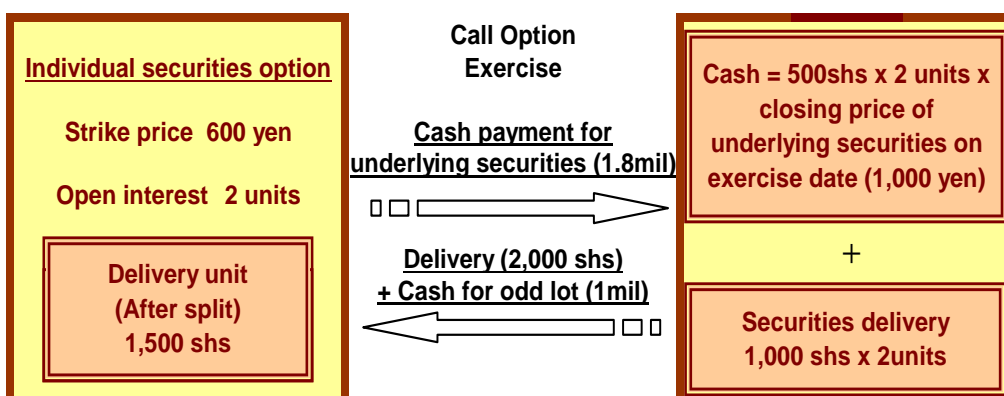 Individual securities option
Strike price 600 yen
Open interest 2 units
Delivery unit
(After split)
1,500 shs
Call Option
Exercise
Cash payment for
underlying securities (1.8mil)
Delivery (2,000 shs)
+ Cash for odd lot (1mil)
Cash = 500shs x 2 units x
closing price of
underlying securities on
exercise date (1,000 yen)
+
Securities delivery
1,000 shs x 2units